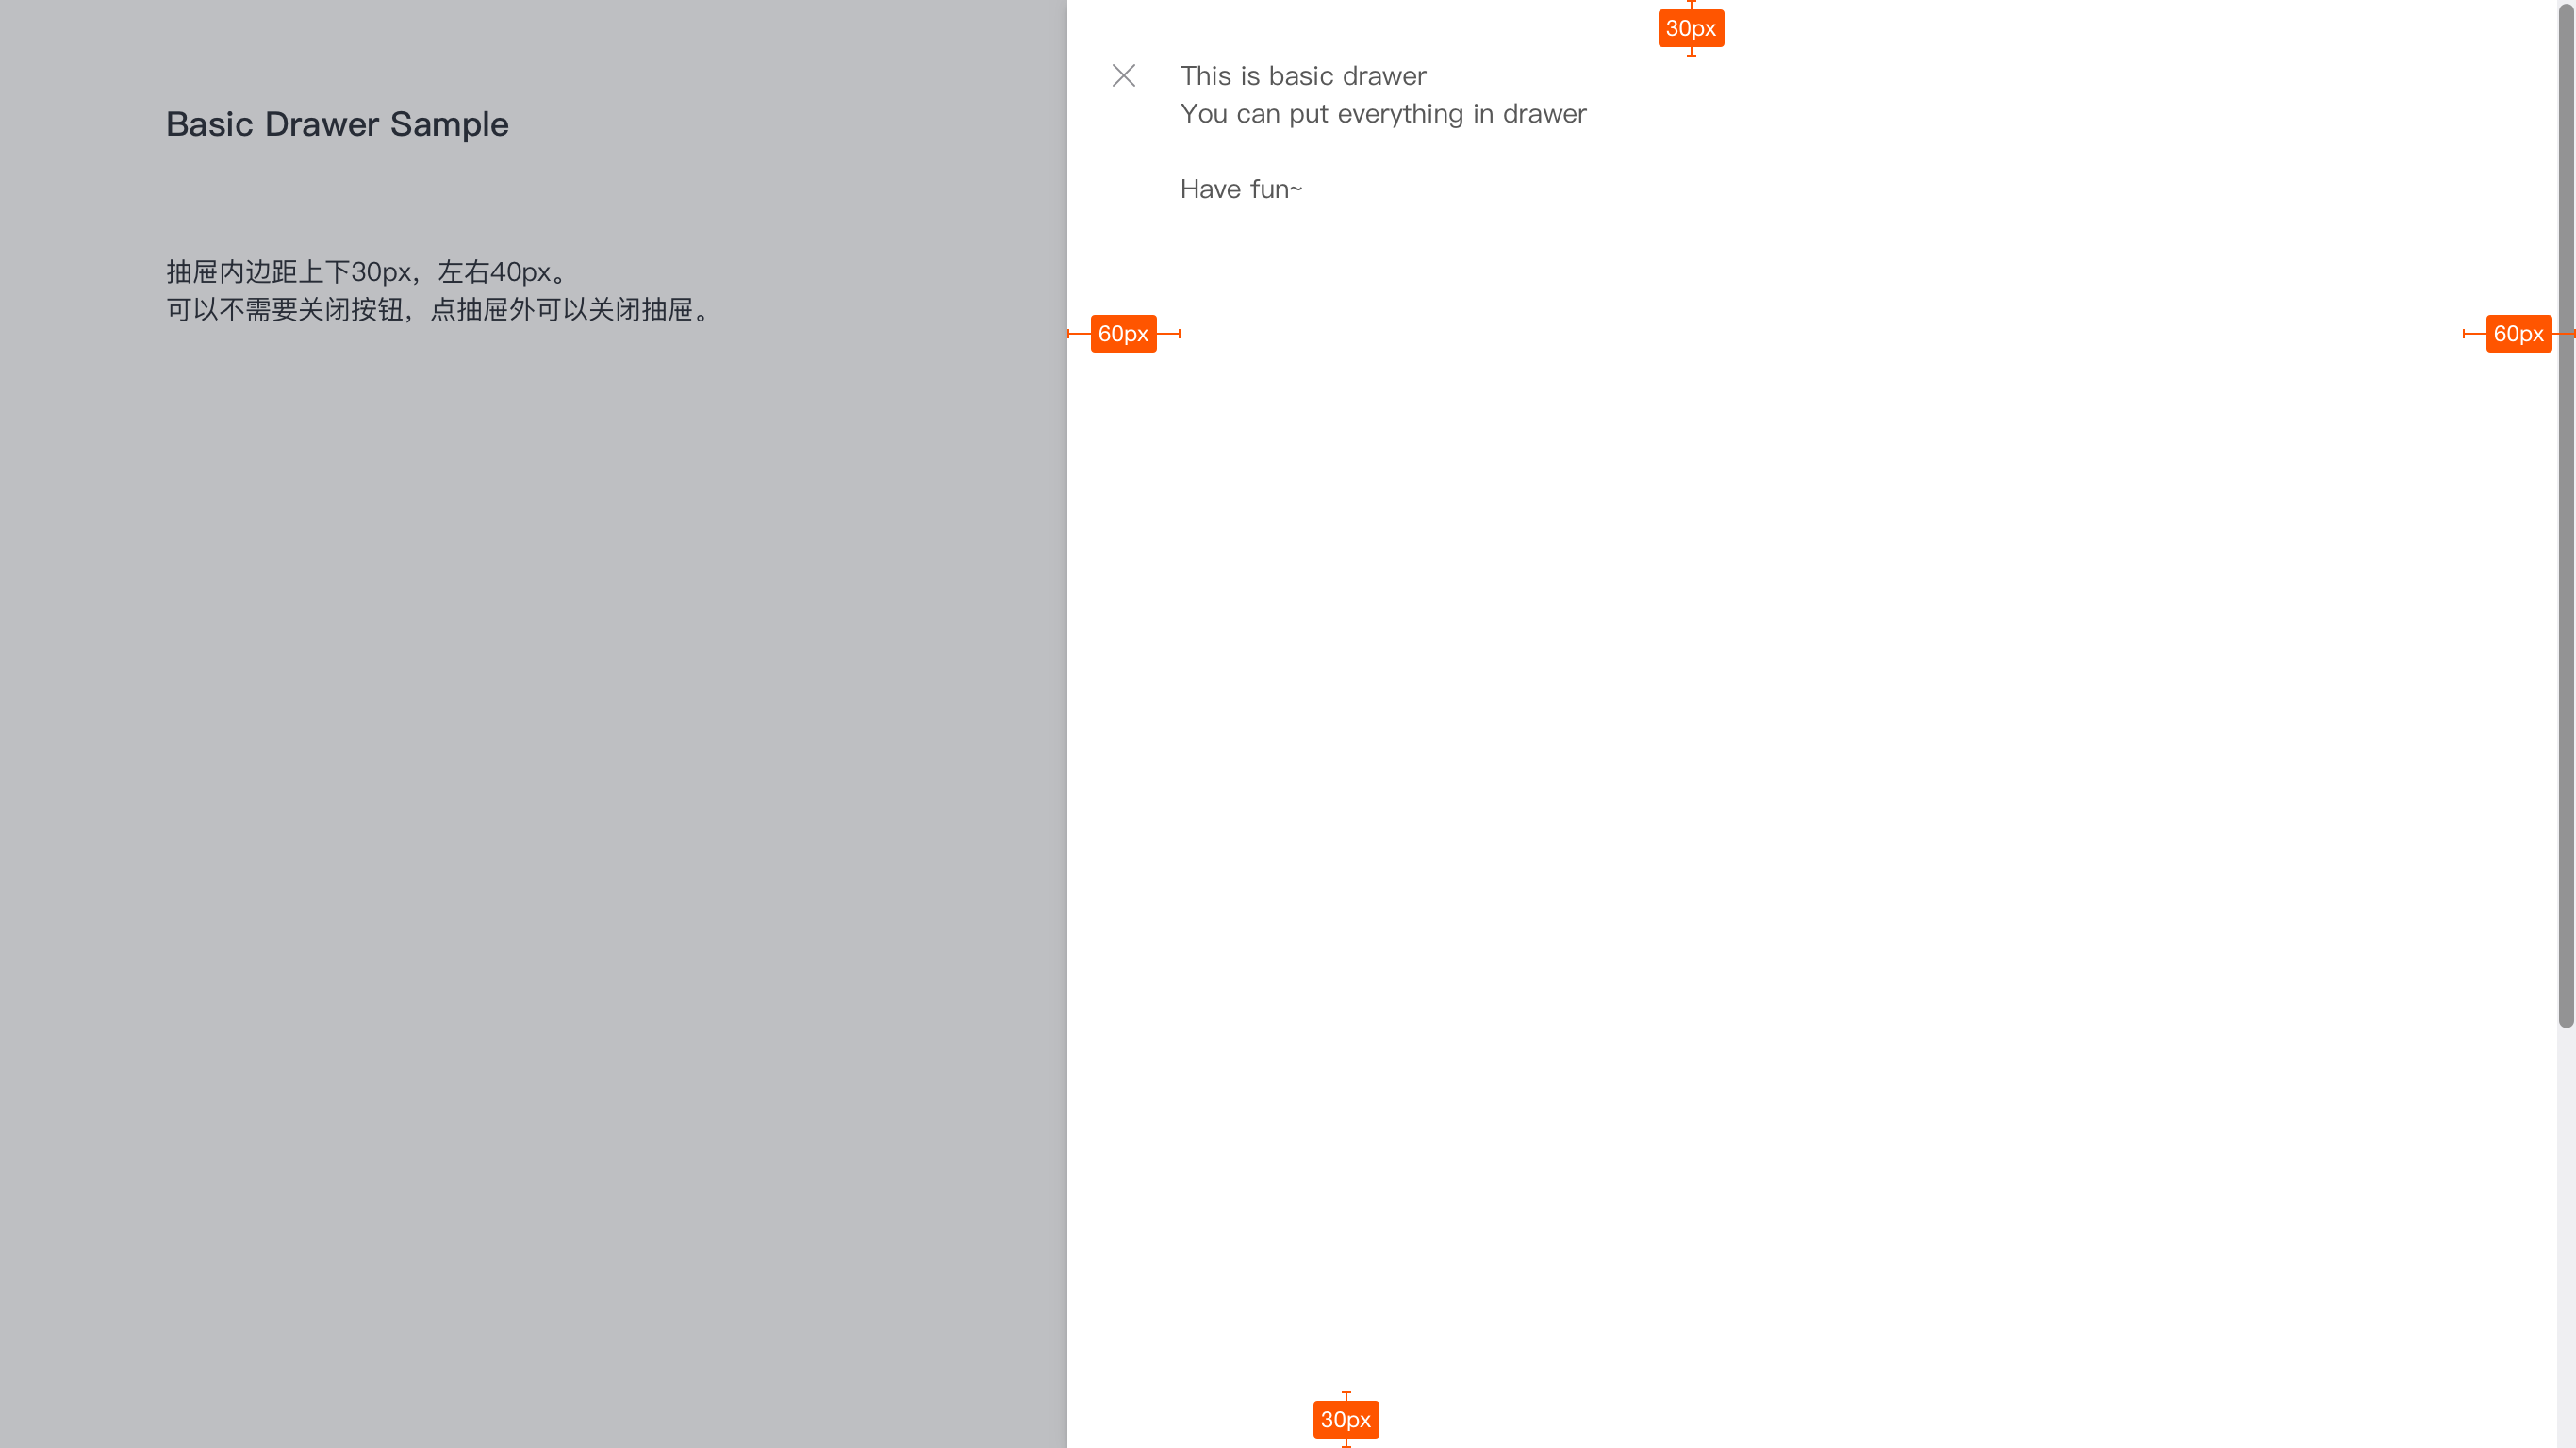 Basic Drawer Sample
抽屉内边距上下30px，左右40px。
可以不需要关闭按钮，点抽屉外可以关闭抽屉。
30px
This is basic drawer
You can put everything in drawer
Have fun~
60px
60px
30px